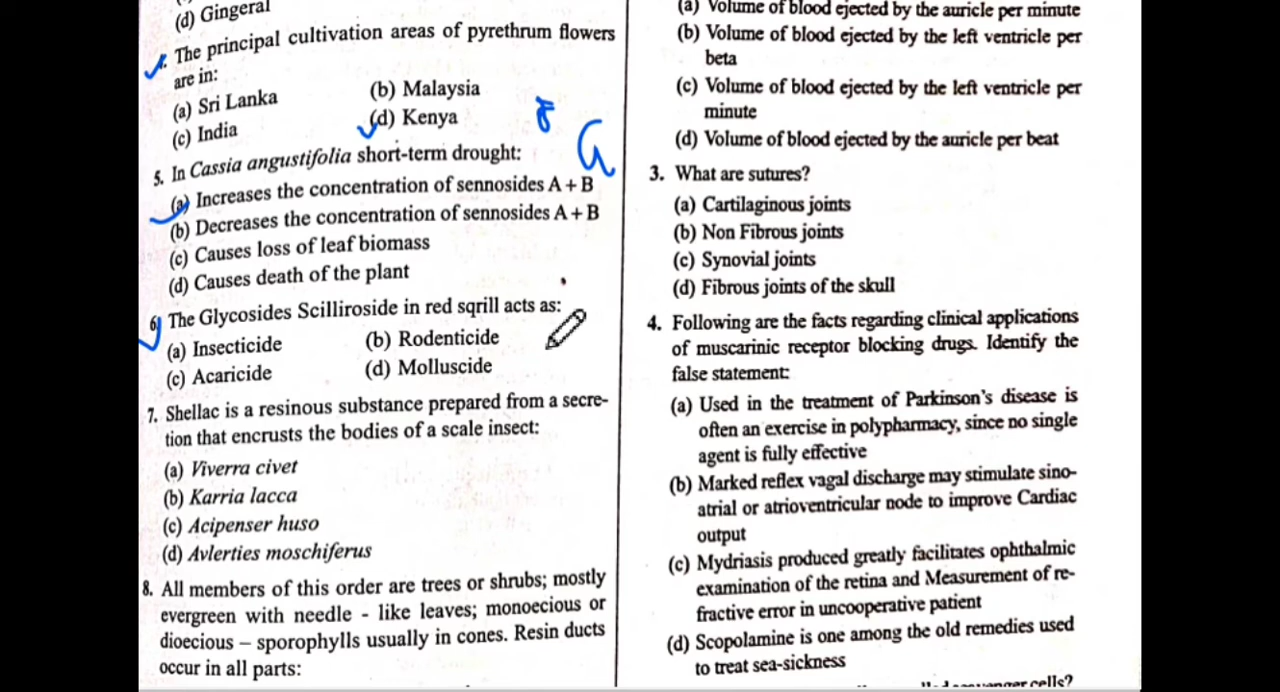 (d) Gingeral
The principal cultivation areas of pyrethrum flowers
are in:
(a) Sri Lanka
(b) Malaysia
(c) India
(d) Kenya
5. In Cassia angustifolia short-term drought:
(a) Increases the concentration of sennosides A + B
(b) Decreases the concentration of sennosides A + B
(c) Causes loss of leaf biomass
(d) Causes death of the plant
6. The Glycosides Scilliroside in red sqrill acts as:
(a) Insecticide
(b) Rodenticide
(c) Acaricide
(d) Molluscide
7. Shellac is a resinous substance prepared from a secre-
tion that encrusts the bodies of a scale insect:
(a) Viverra civet
(b) Karria lacca
(c) Acipenser huso
(d) Avlerties moschiferus
8. All members of this order are trees or shrubs; mostly
evergreen with needle - like leaves; monoecious or
dioecious – sporophylls usually in cones. Resin ducts
occur in all parts:
(a) Volume of blood ejected by the auricle per minute
(b) Volume of blood ejected by the left ventricle per
beta
(c) Volume of blood ejected by the left ventricle per
minute
(d) Volume of blood ejected by the auricle per beat
3. What are sutures?
(a) Cartilaginous joints
(b) Non Fibrous joints
(c) Synovial joints
(d) Fibrous joints of the skull
4. Following are the facts regarding clinical applications
of muscarinic receptor blocking drugs. Identify the
false statement:
(a) Used in the treatment of Parkinson's disease is
often an exercise in polypharmacy, since no single
agent is fully effective
(b) Marked reflex vagal discharge may stimulate sino-
atrial or atrioventricular node to improve Cardiac
output
(c) Mydriasis produced greatly facilitates ophthalmic
examination of the retina and Measurement of re-
fractive error in uncooperative patient
(d) Scopolamine is one among the old remedies used
to treat sea-sickness
cells?